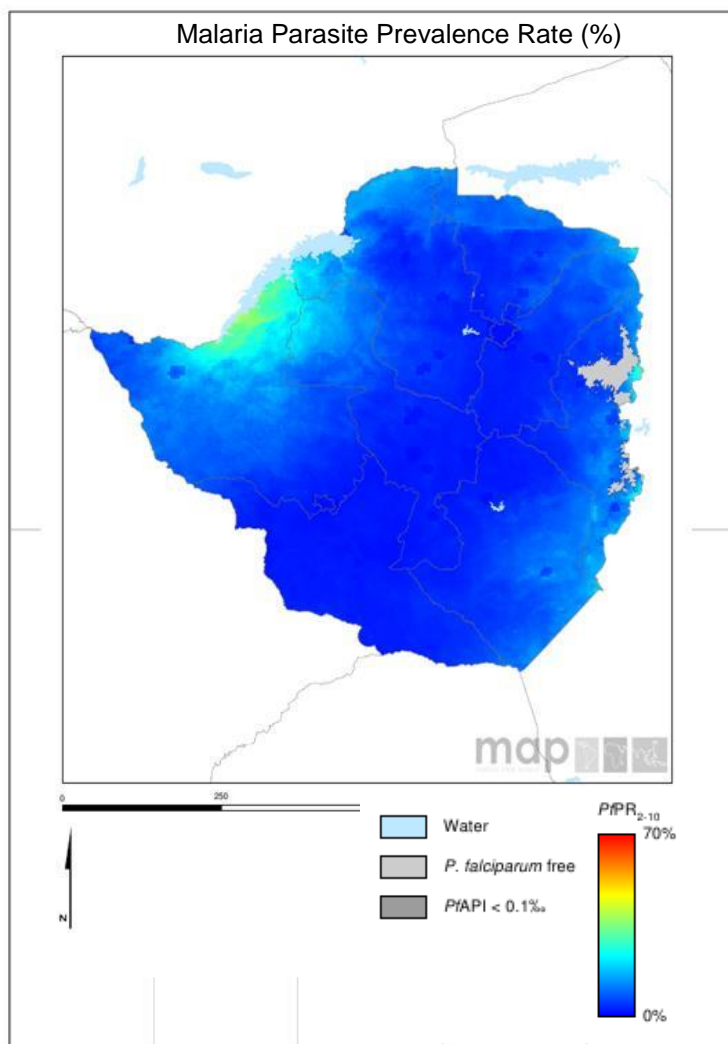 Malaria Parasite Prevalence Rate (%)
map
0 250
Water
P. falciparum free
PfAPI < 0.1‰
PfPR2-10
70%
0%
N